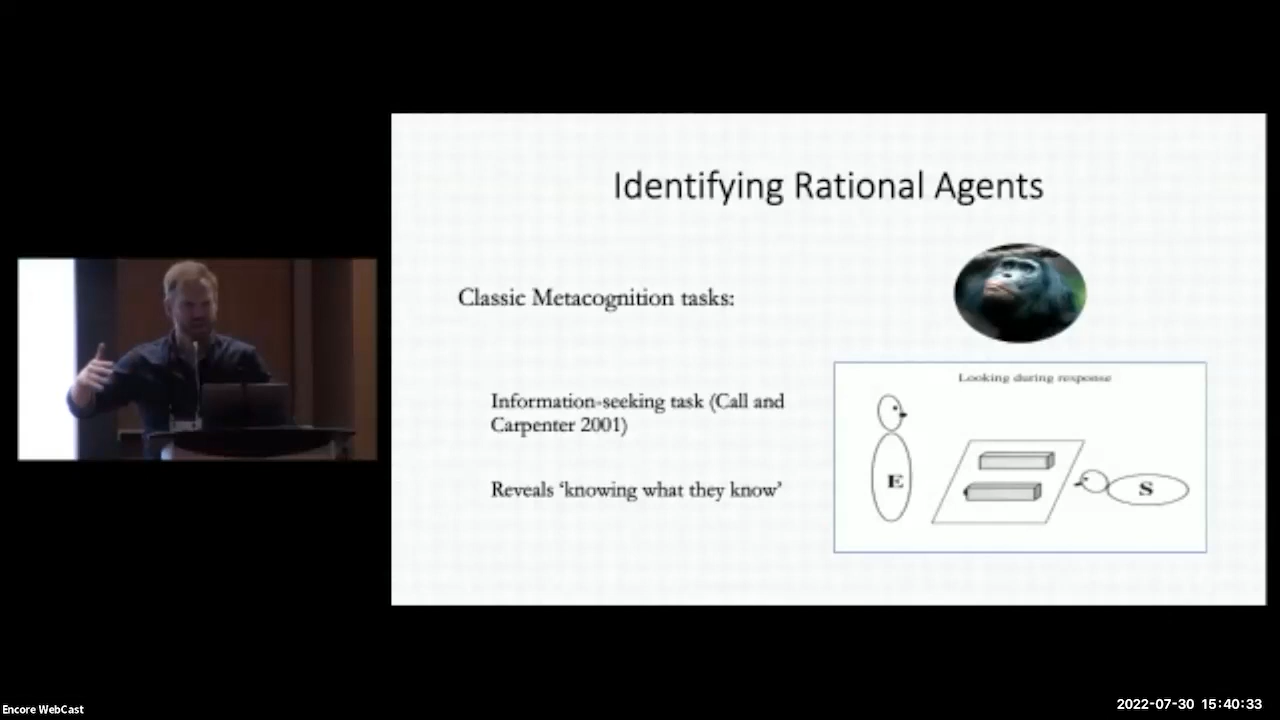 Identifying Rational Agents
Classic Metacognition tasks:
Information-seeking task (Call and
Carpenter 2001)
Reveals ‘knowing what they know’
Looking during response
E
S
Encore WebCast
2022-07-30 15:40:33